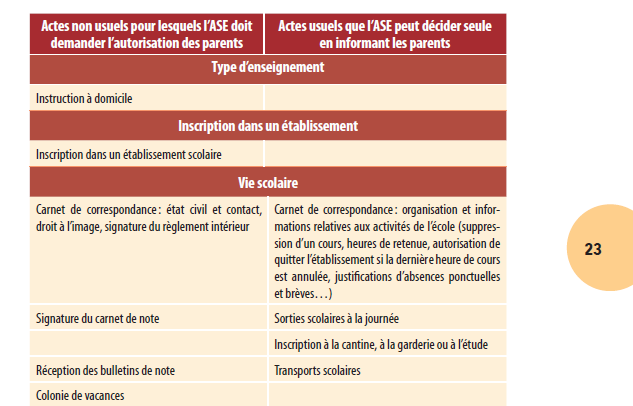 Actes non usuels pour lesquels l'ASE doit
demander l'autorisation des parents
Actes usuels que l'ASE peut décider seule
en informant les parents
Type d'enseignement
Instruction à domicile
Inscription dans un établissement
Inscription dans un établissement scolaire
Vie scolaire
Carnet de correspondance : état civil et contact,
droit à l'image, signature du règlement intérieur
Carnet de correspondance : organisation et infor-
mations relatives aux activités de l'école (suppres-
sion d'un cours, heures de retenue, autorisation de
quitter l'établissement si la dernière heure de cours
est annulée, justifications d'absences ponctuelles
et brèves…)
Signature du carnet de note
Sorties scolaires à la journée
Inscription à la cantine, à la garderie ou à l'étude
Réception des bulletins de note
Transports scolaires
Colonie de vacances
23